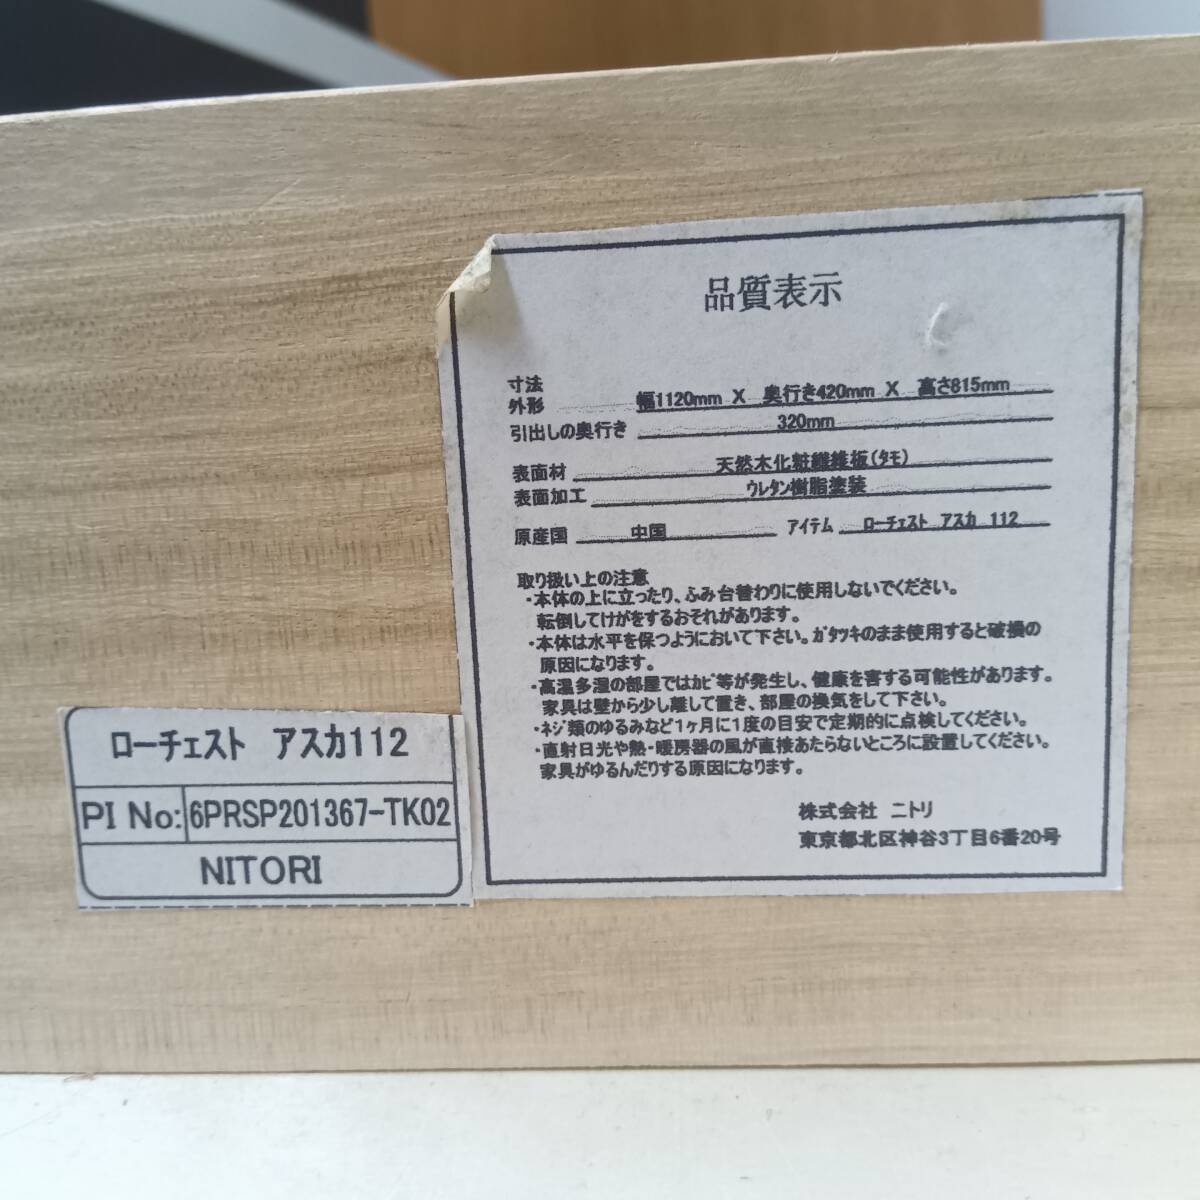 品質表示
寸法
外形 幅1120mm X 奥行き420mm X 高さ815mm
引出しの奥行き 320mm
表面材 天然木化粧繊維板(タモ)
表面加工 ウレタン樹脂塗装
原産国 中国 アイテム ローチェスト アスカ 112
取り扱い上の注意
・本体の上に立ったり、ふみ台替わりに使用しないでください。
転倒してけがをするおそれがあります。
・本体は水平を保つようにおいて下さい。ガタツキのまま使用すると破損の
原因になります。
・高温多湿の部屋ではカビ等が発生し、健康を害する可能性があります。
家具は壁から少し離して置き、部屋の換気をして下さい。
・ネジ類のゆるみなど1ヶ月に1度の目安で定期的に点検してください。
・直射日光や熱・暖房器の風が直接あたらないところに設置してください。
家具がゆるんだりする原因になります。
株式会社 ニトリ
東京都北区神谷3丁目6番20号
ローチェスト アスカ112
PI No: 6PRSP201367-TK02
NITORI